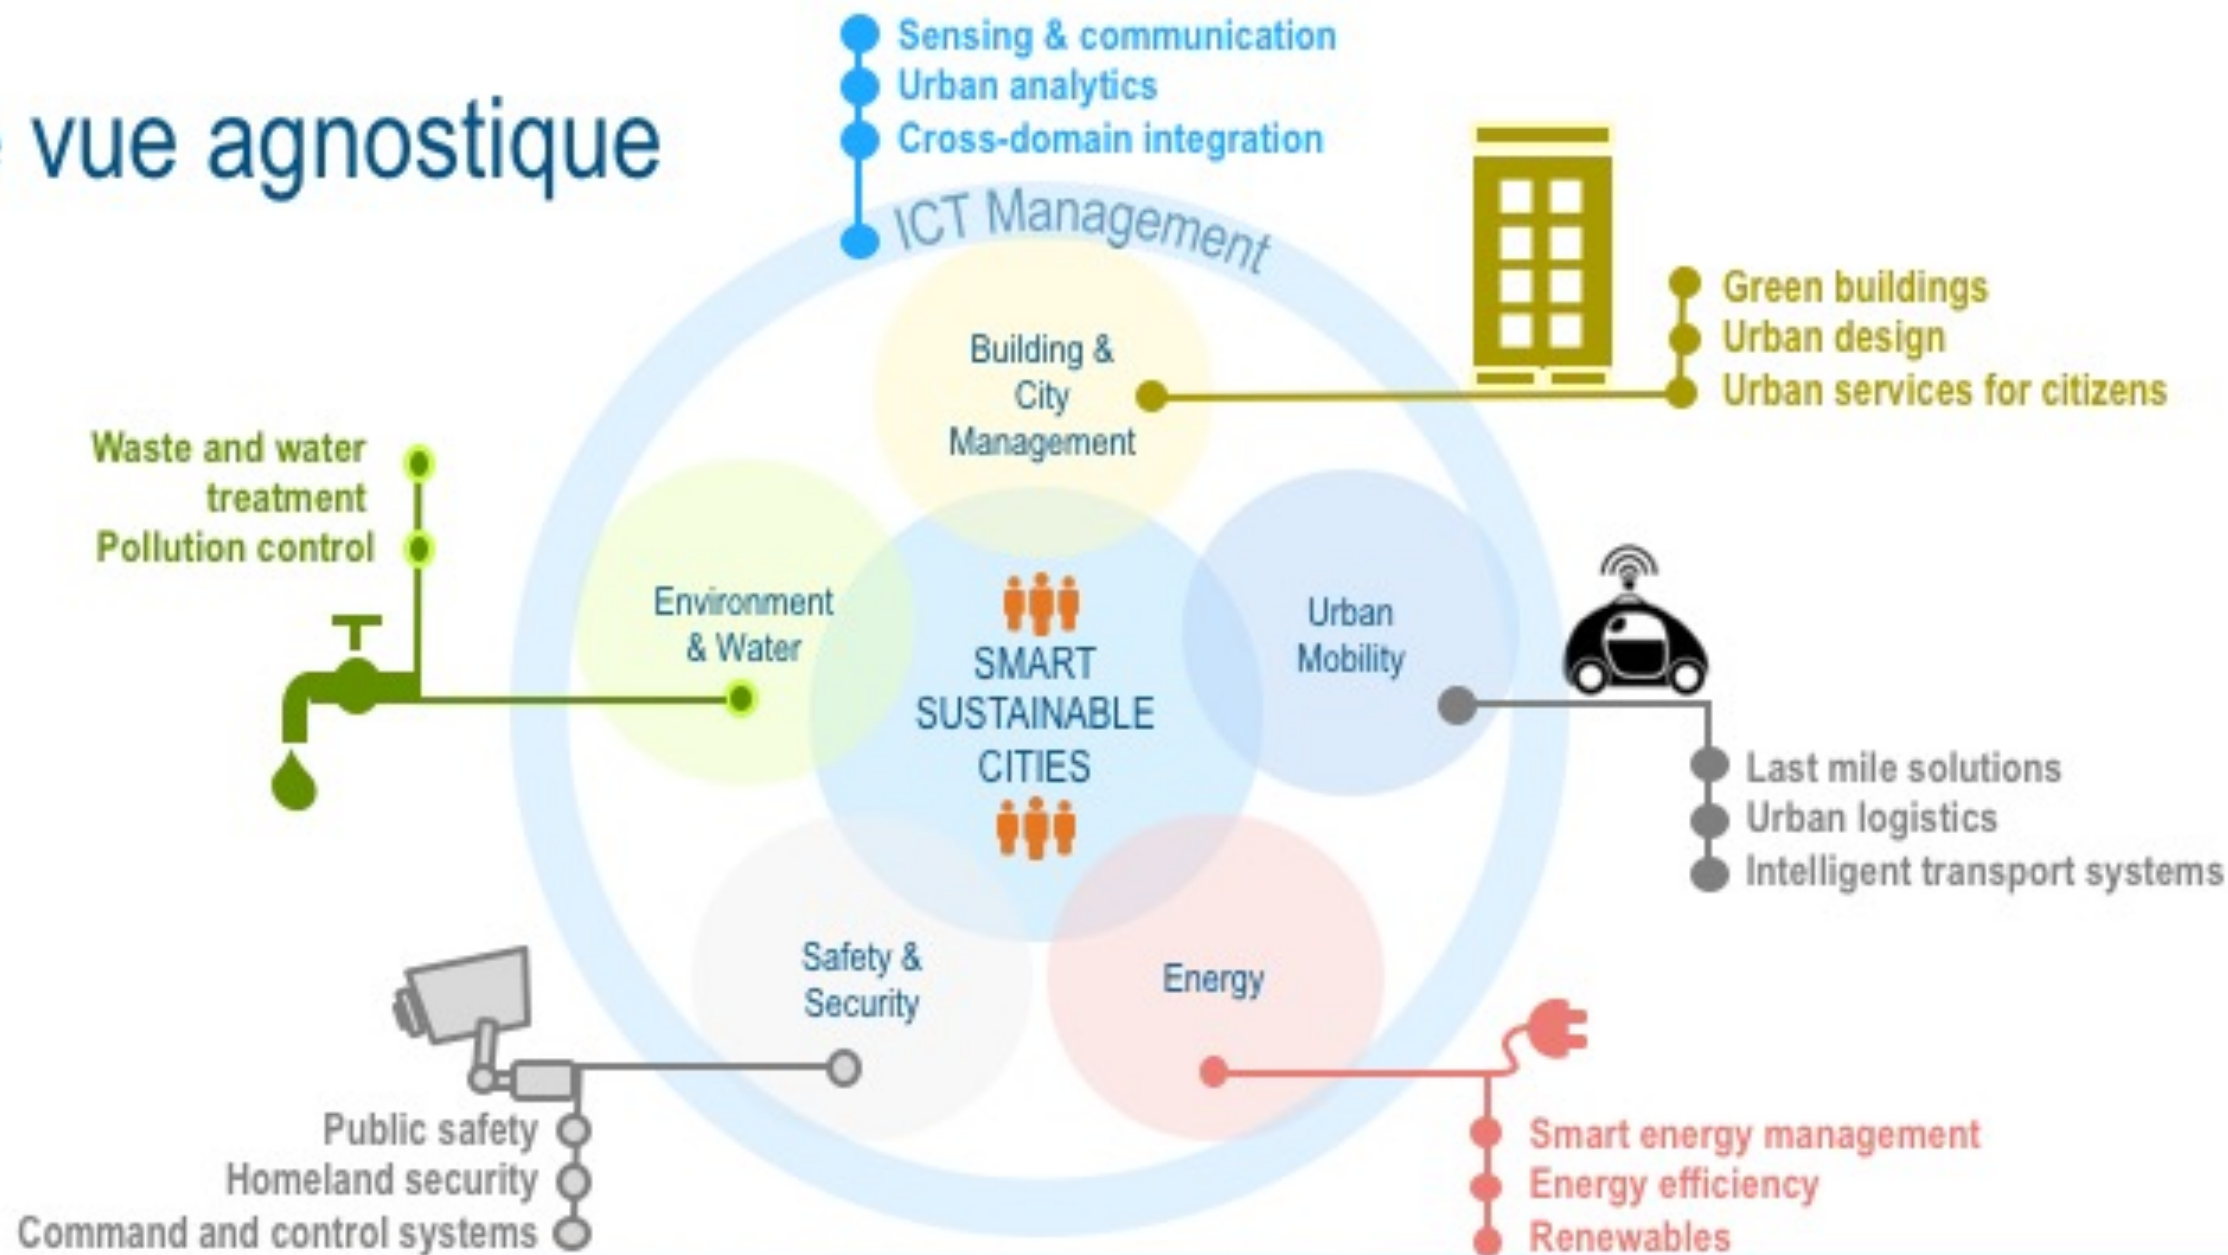 vue agnostique
Sensing & communication
Urban analytics
Cross-domain integration
ICT Management
Green buildings
Urban design
Urban services for citizens
Building &
City
Management
Waste and water
treatment
Pollution control
Environment
& Water
SMART
SUSTAINABLE
CITIES
Urban
Mobility
Last mile solutions
Urban logistics
Intelligent transport systems
Safety &
Security
Energy
Public safety
Homeland security
Command and control systems
Smart energy management
Energy efficiency
Renewables